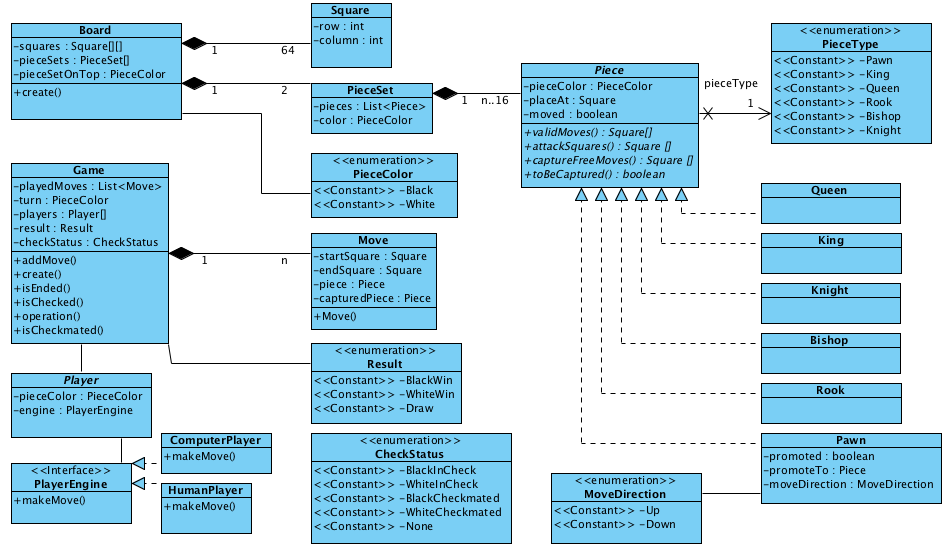 Board
-squares : Square[][]
-pieceSets : PieceSet[]
-pieceSetOnTop : PieceColor
+create()
1
64
1
2
Square
-row : int
-column : int
PieceSet
-pieces : List<Piece>
-color : PieceColor
1
n..16
Piece
-pieceColor : PieceColor
-placeAt : Square
-moved : boolean
+validMoves() : Square[]
+attackSquares() : Square []
+captureFreeMoves() : Square []
+toBeCaptured() : boolean
pieceType
1
<<enumeration>>
PieceType
<<Constant>> -Pawn
<<Constant>> -King
<<Constant>> -Queen
<<Constant>> -Rook
<<Constant>> -Bishop
<<Constant>> -Knight
<<enumeration>>
PieceColor
<<Constant>> -Black
<<Constant>> -White
Game
-playedMoves : List<Move>
-turn : PieceColor
-players : Player[]
-result : Result
-checkStatus : CheckStatus
+addMove()
+create()
+isEnded()
+isChecked()
+operation()
+isCheckmated()
1
n
Move
-startSquare : Square
-endSquare : Square
-piece : Piece
-capturedPiece : Piece
+Move()
<<enumeration>>
Result
<<Constant>> -BlackWin
<<Constant>> -WhiteWin
<<Constant>> -Draw
Player
-pieceColor : PieceColor
-engine : PlayerEngine
<<Interface>>
PlayerEngine
+makeMove()
ComputerPlayer
+makeMove()
HumanPlayer
+makeMove()
<<enumeration>>
CheckStatus
<<Constant>> -BlackInCheck
<<Constant>> -WhiteInCheck
<<Constant>> -BlackCheckmated
<<Constant>> -WhiteCheckmated
<<Constant>> -None
Queen
King
Knight
Bishop
Rook
Pawn
-promoted : boolean
-promoteTo : Piece
-moveDirection : MoveDirection
<<enumeration>>
MoveDirection
<<Constant>> -Up
<<Constant>> -Down